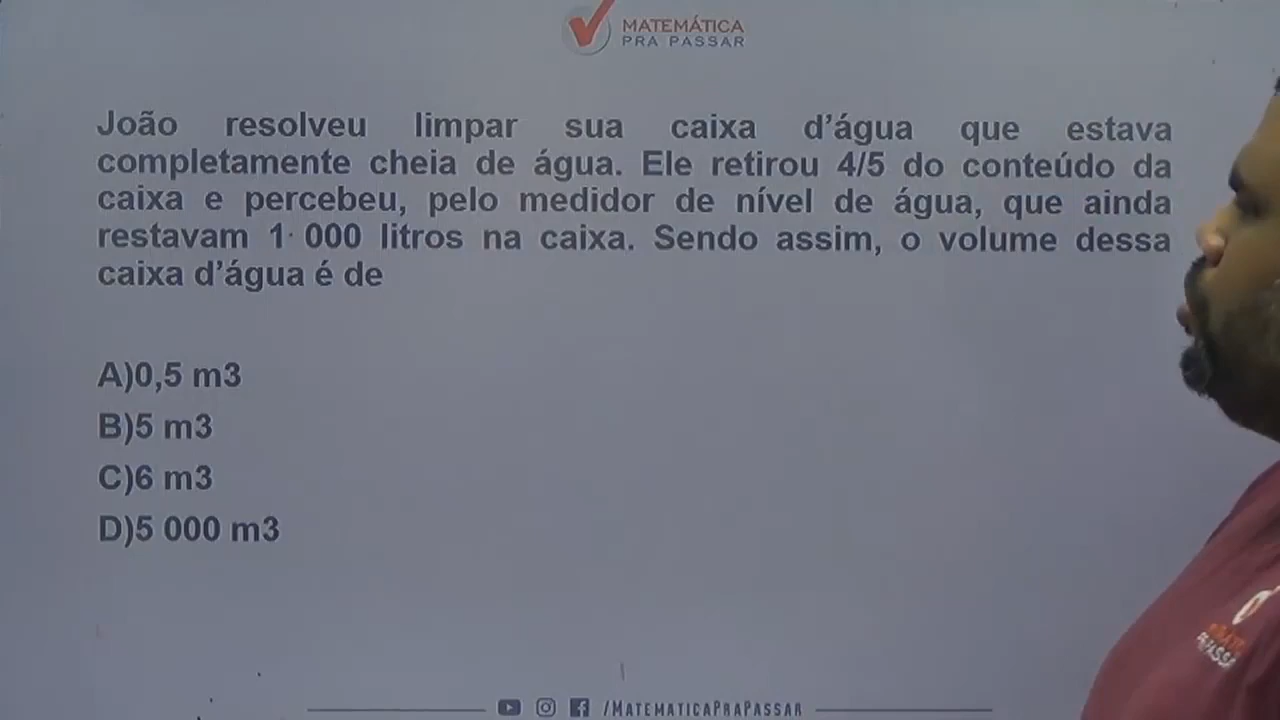 MATEMÁTICA
PRA PASSAR
João resolveu limpar sua caixa d'água que estava
completamente cheia de água. Ele retirou 4/5 do conteúdo da
caixa e percebeu, pelo medidor de nível de água, que ainda
restavam 1 000 litros na caixa. Sendo assim, o volume dessa
caixa d'água é de
A)0,5 m3
B)5 m3
C)6 m3
D)5 000 m3
PRA PASSAR
/MATEMATICAPRAPASSAR